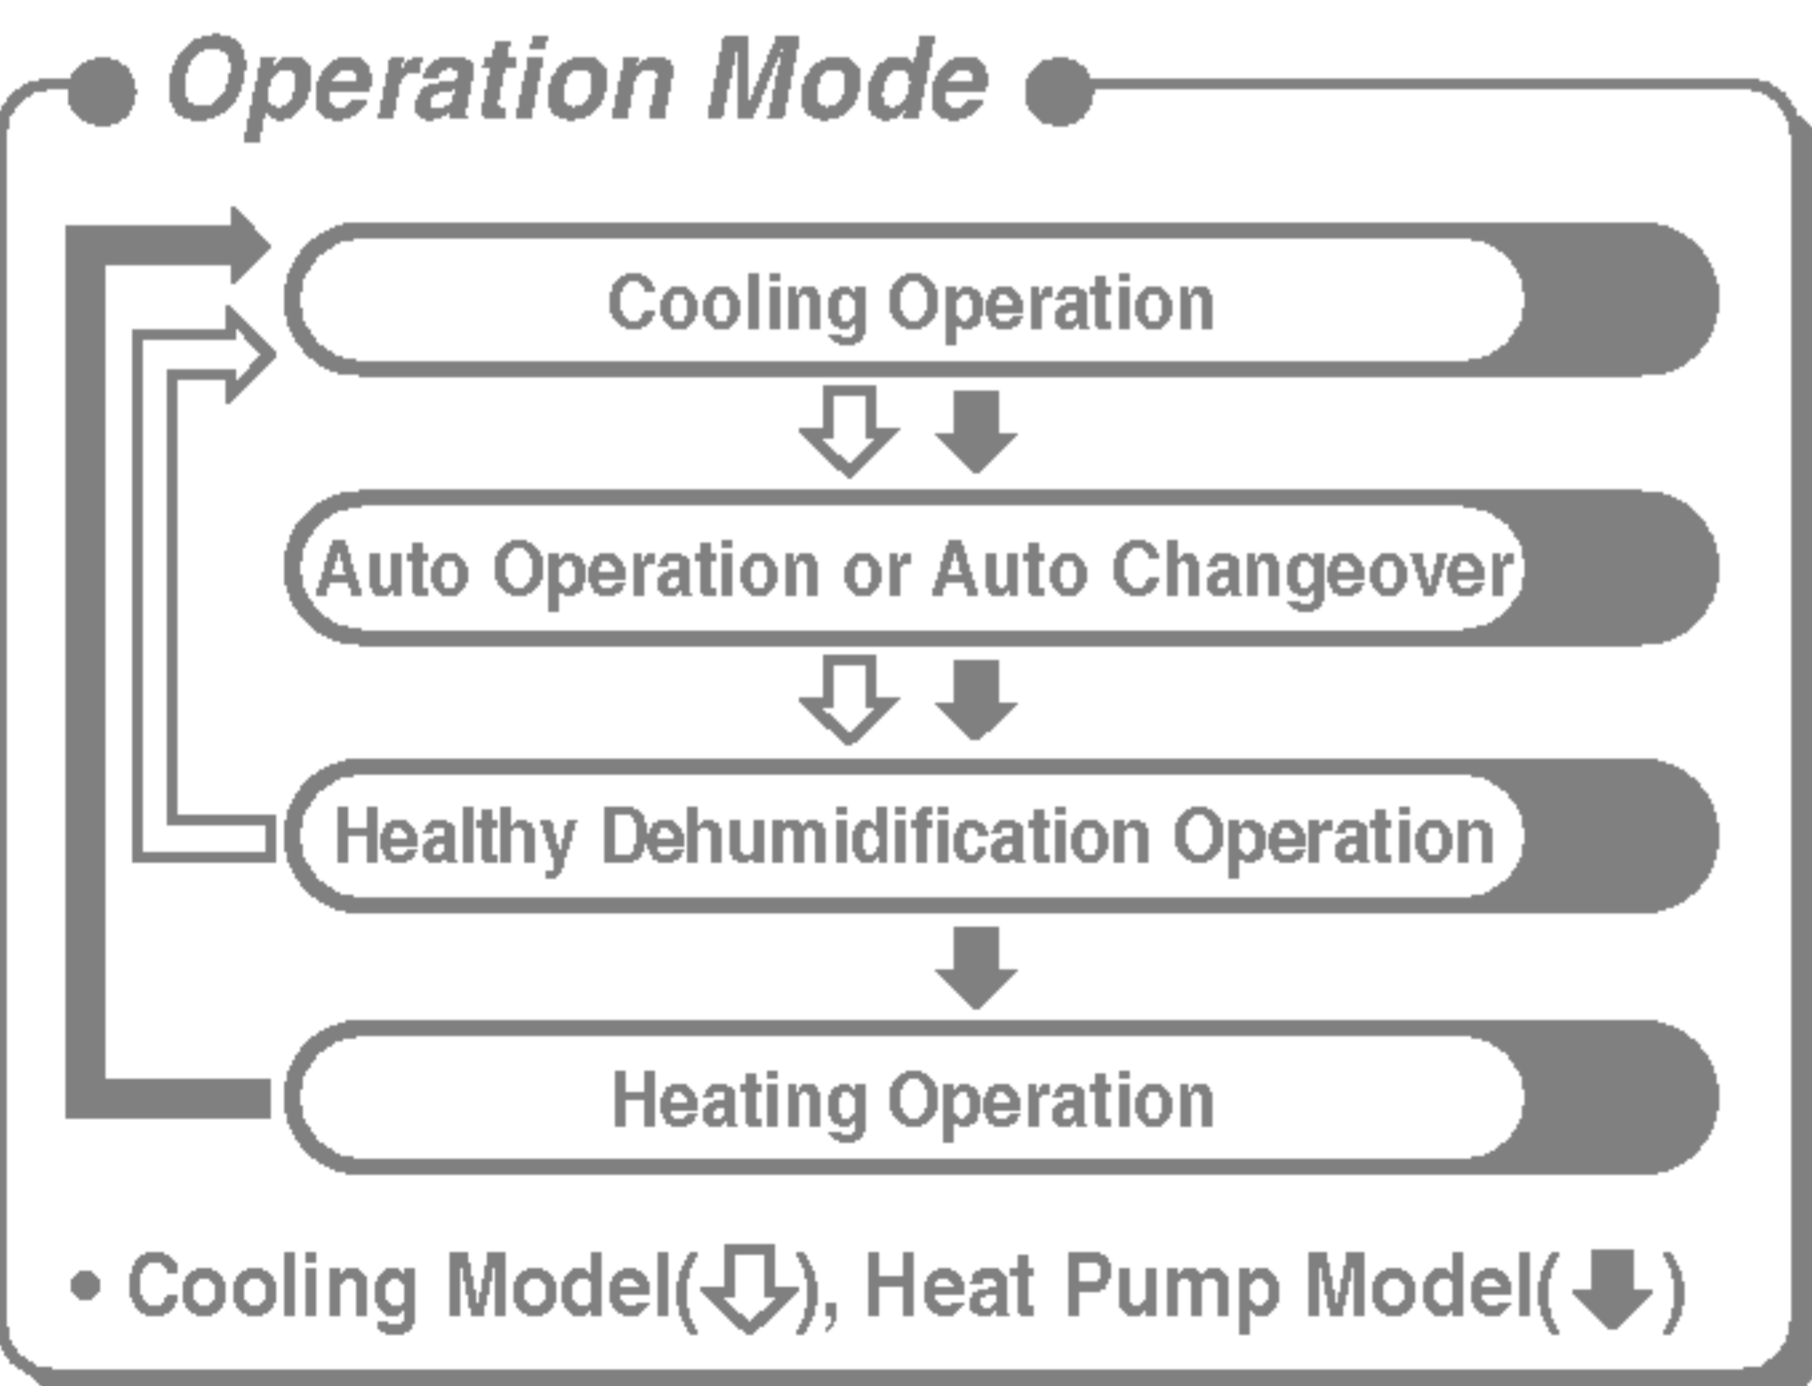 Operation Mode
Cooling Operation
Auto Operation or Auto Changeover
Healthy Dehumidification Operation
Heating Operation
• Cooling Model( ), Heat Pump Model( )